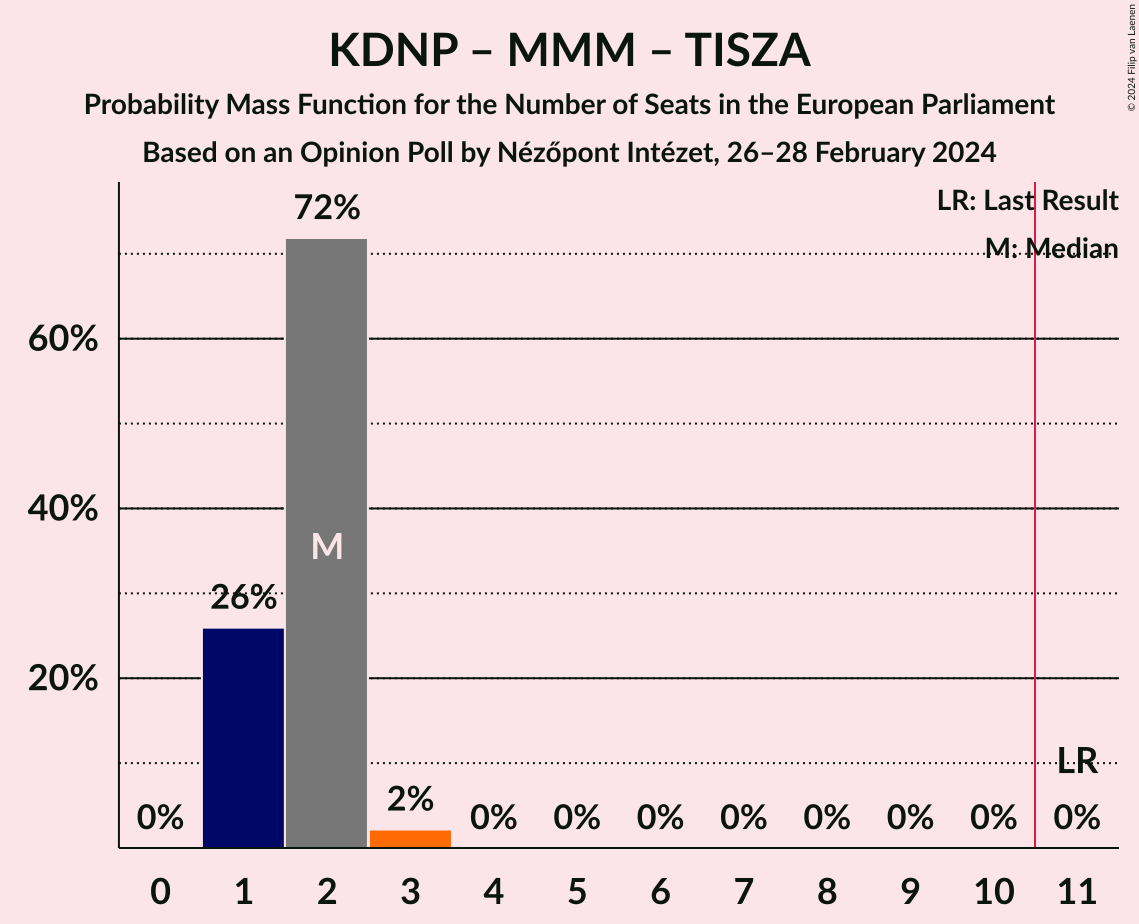 KDNP – MMM – TISZA
Probability Mass Function for the Number of Seats in the European Parliament
Based on an Opinion Poll by Nézőpont Intézet, 26–28 February 2024
© 2024 Filip van Laenen
LR: Last Result
M: Median
72%
60%
40%
M
26%
20%
LR
2%
0% 0% 0% 0% 0% 0% 0% 0% 0%
0 1 2 3 4 5 6 7 8 9 10 11